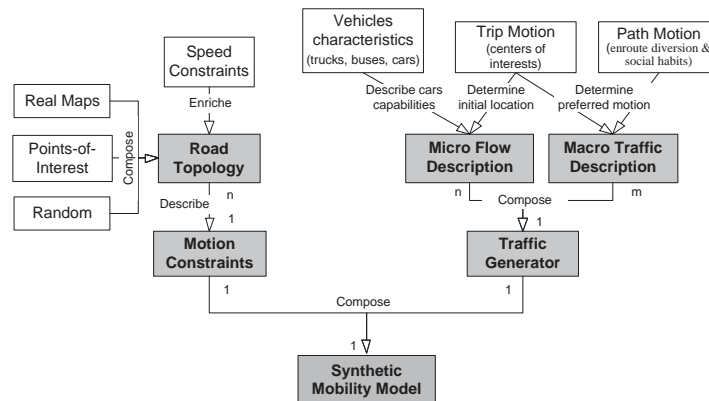 Vehicles
characteristics
(trucks, buses, cars)
Trip Motion
(centers of
interests)
Path Motion
(enroute diversion &
social habits)
Speed
Constraints
Describe cars
capabilities
Determine
initial location
Determine
preferred motion
Enriche
Real Maps
Points-of-
Interest
Random
Compose
Road
Topology
Micro Flow
Description
Macro Traffic
Description
n
n
m
Describe
Compose
1
1
Motion
Constraints
Traffic
Generator
1
1
Compose
1
Synthetic
Mobility Model